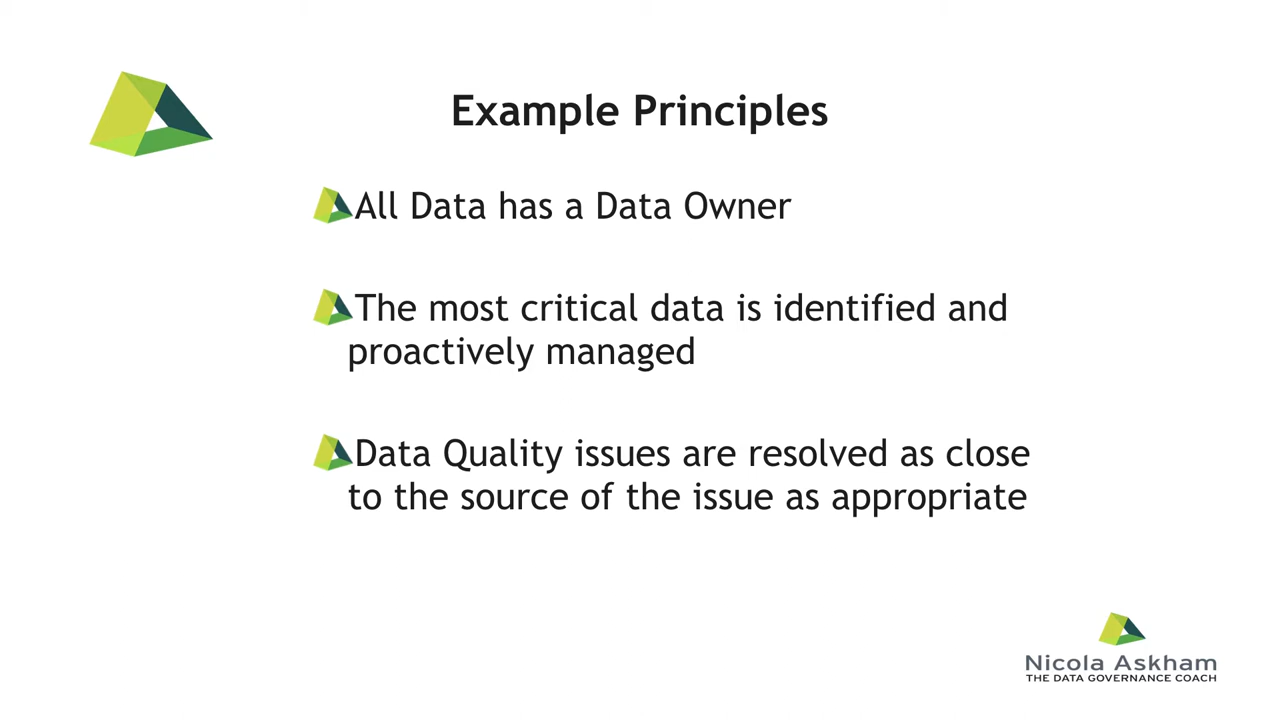 Example Principles
All Data has a Data Owner
The most critical data is identified and
proactively managed
Data Quality issues are resolved as close
to the source of the issue as appropriate
Nicola Askham
THE DATA GOVERNANCE COACH